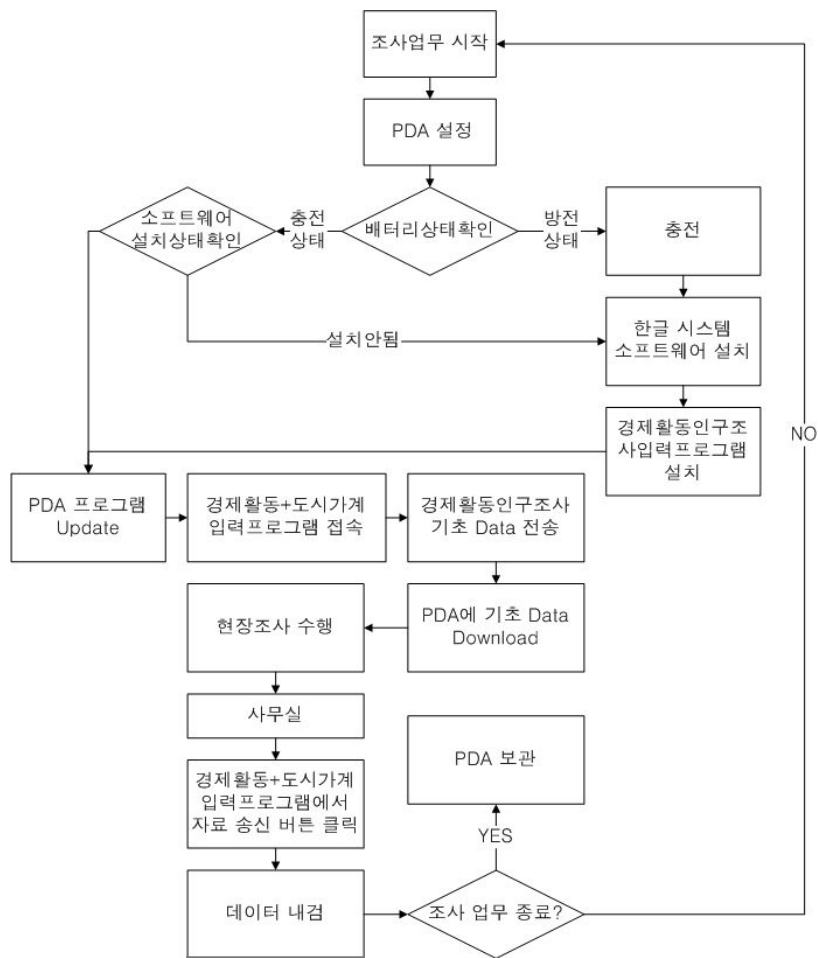 조사업무 시작
PDA 설정
소프트웨어
설치상태확인
충전
상태
배터리상태확인
방전
상태
충전
설치안됨
한글 시스템
소프트웨어 설치
경제활동인구조
사입력프로그램
설치
NO
PDA 프로그램
Update
경제활동+도시가계
입력프로그램 접속
경제활동인구조사
기초 Data 전송
현장조사 수행
PDA에 기초 Data
Download
사무실
PDA 보관
경제활동+도시가계
입력프로그램에서
자료 송신 버튼 클릭
YES
데이터 내검
조사 업무 종료?